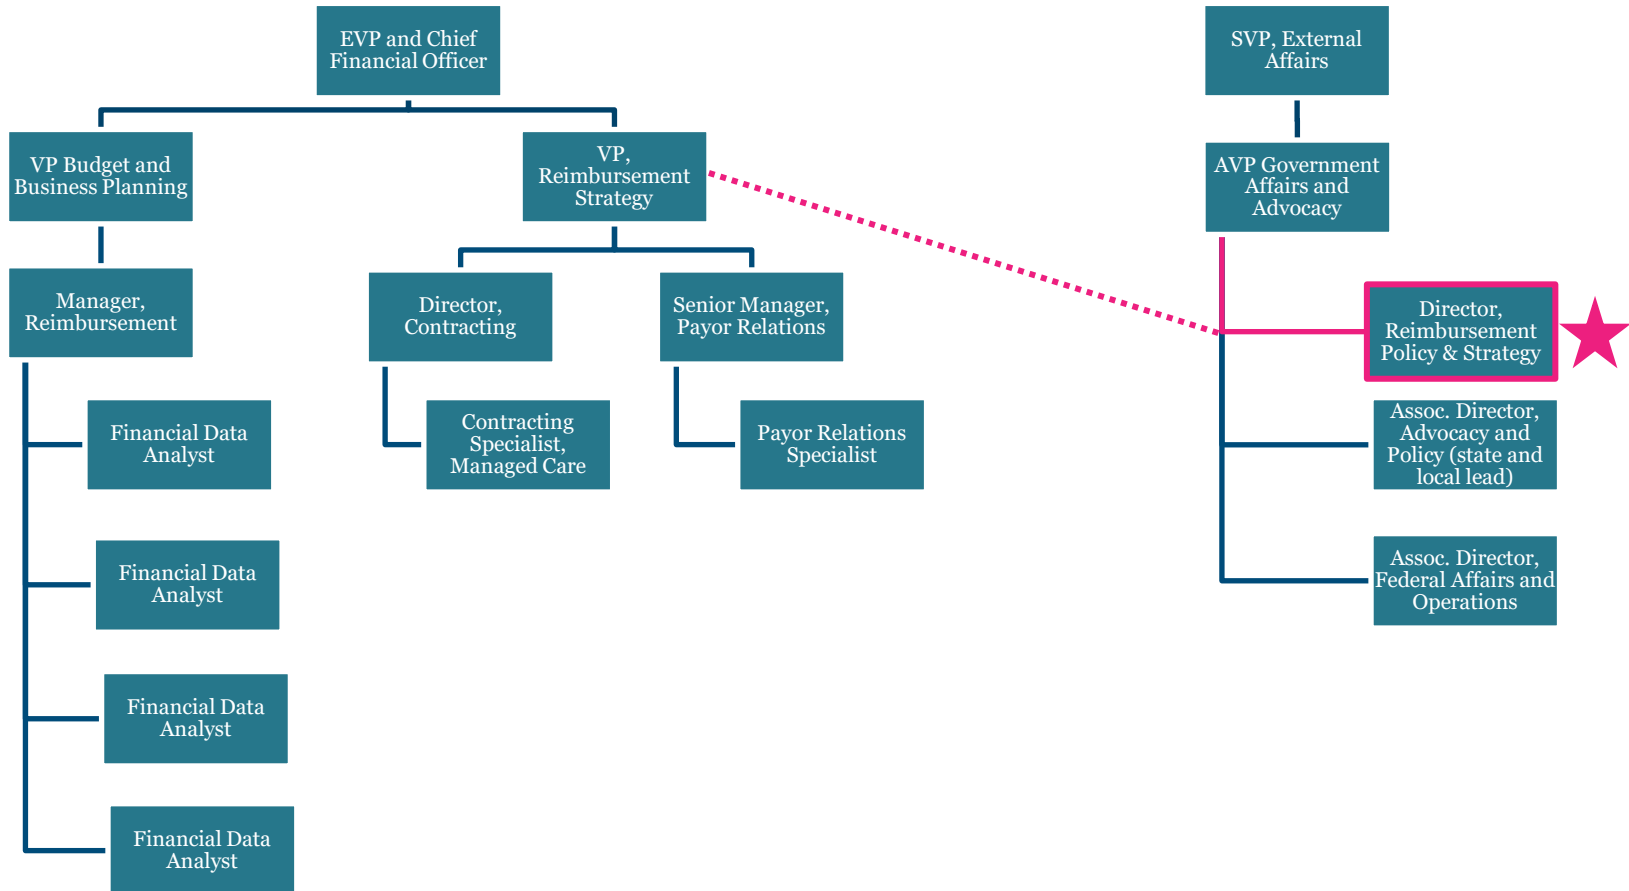 EVP and Chief
Financial Officer
SVP, External
Affairs
VP Budget and
Business Planning
VP,
Reimbursement
Strategy
AVP Government
Affairs and
Advocacy
Manager,
Reimbursement
Director,
Contracting
Senior Manager,
Payor Relations
Director,
Reimbursement
Policy & Strategy
Financial Data
Analyst
Contracting
Specialist,
Managed Care
Payor Relations
Specialist
Assoc. Director,
Advocacy and
Policy (state and
local lead)
Financial Data
Analyst
Assoc. Director,
Federal Affairs and
Operations
Financial Data
Analyst
Financial Data
Analyst